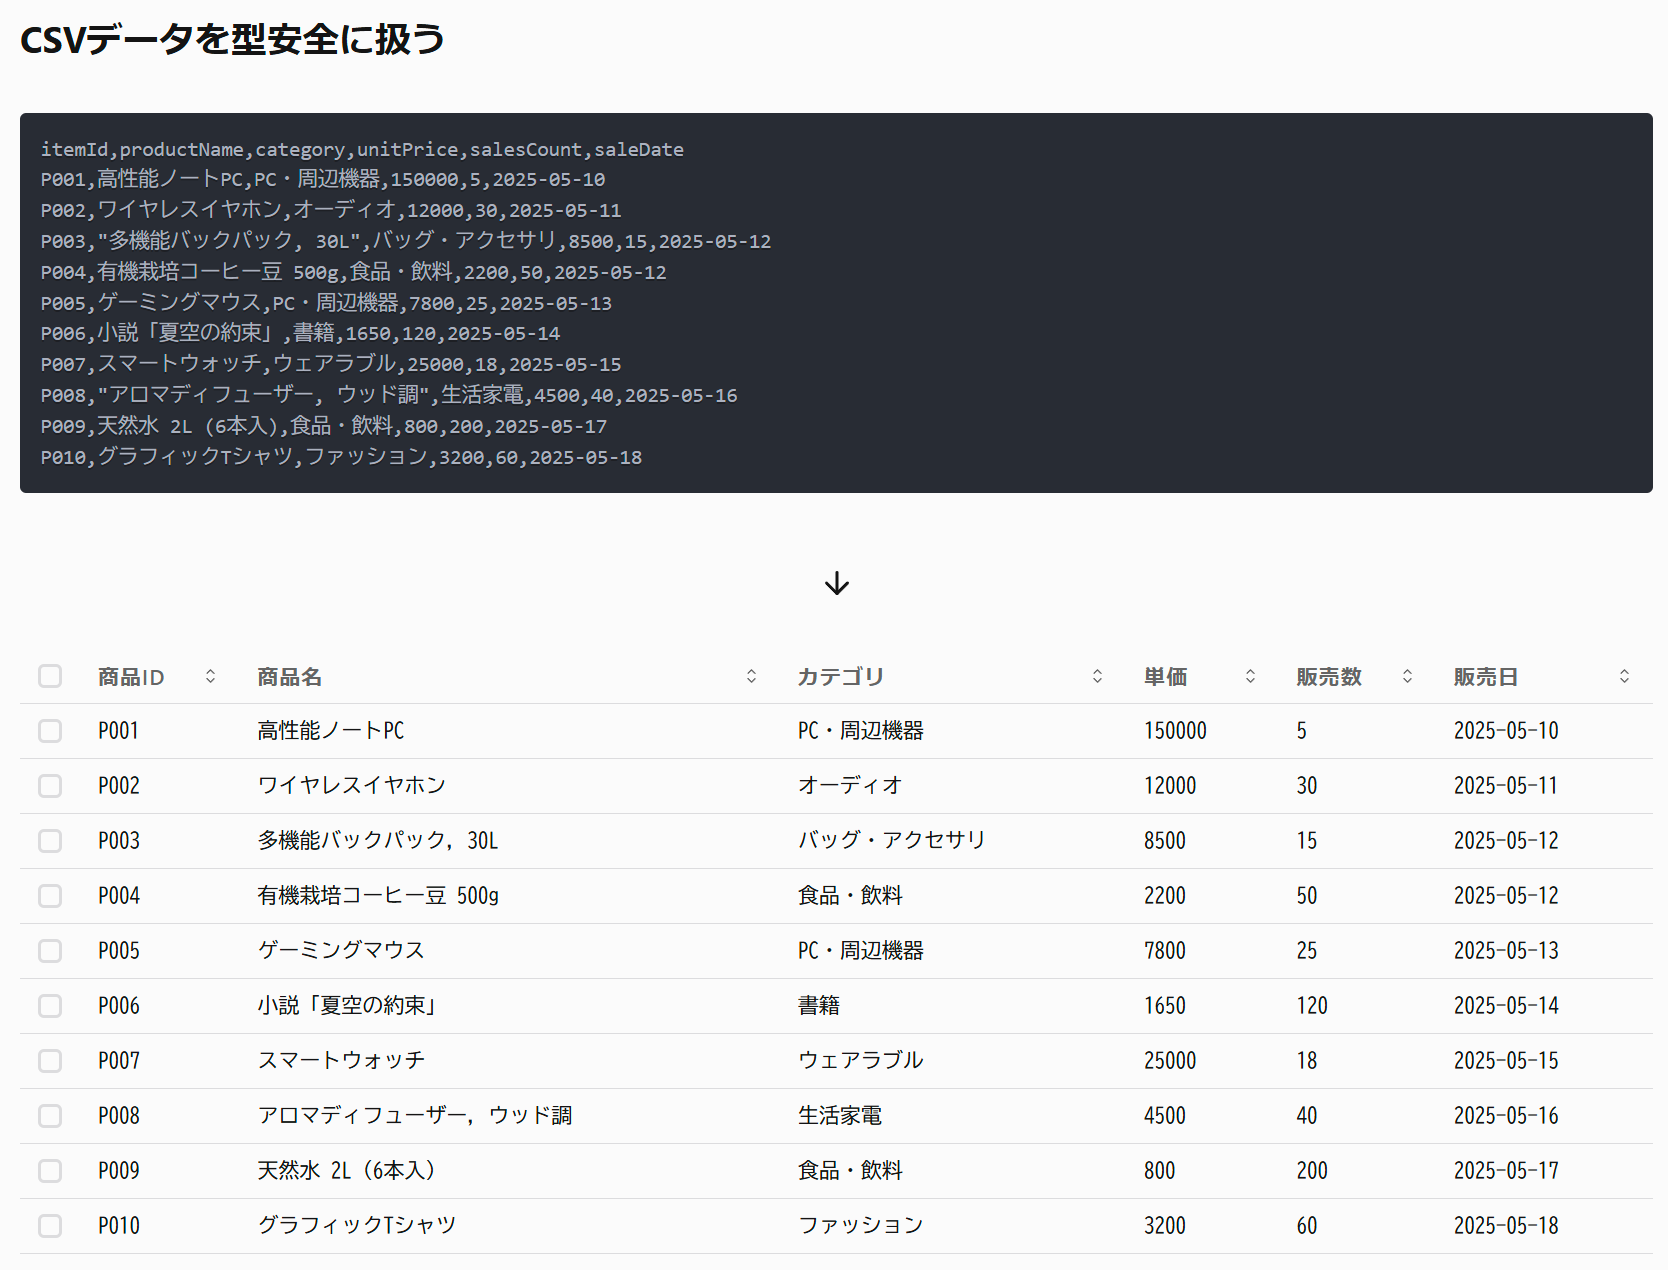 CSVデータを型安全に扱う
itemId,productName,category,unitPrice,salesCount,saleDate
P001,高性能ノートPC,PC・周辺機器,150000,5,2025-05-10
P002,ワイヤレスイヤホン,オーディオ,12000,30,2025-05-11
P003,"多機能バックパック, 30L",バッグ・アクセサリ,8500,15,2025-05-12
P004,有機栽培コーヒー豆 500g,食品・飲料,2200,50,2025-05-12
P005,ゲーミングマウス,PC・周辺機器,7800,25,2025-05-13
P006,小説「夏空の約束」,書籍,1650,120,2025-05-14
P007,スマートウォッチ,ウェアラブル,25000,18,2025-05-15
P008,"アロマディフューザー, ウッド調",生活家電,4500,40,2025-05-16
P009,天然水 2L (6本入),食品・飲料,800,200,2025-05-17
P010,グラフィックTシャツ,ファッション,3200,60,2025-05-18
商品ID 商品名 カテゴリ 単価 販売数 販売日
P001 高性能ノートPC PC・周辺機器 150000 5 2025-05-10
P002 ワイヤレスイヤホン オーディオ 12000 30 2025-05-11
P003 多機能バックパック, 30L バッグ・アクセサリ 8500 15 2025-05-12
P004 有機栽培コーヒー豆 500g 食品・飲料 2200 50 2025-05-12
P005 ゲーミングマウス PC・周辺機器 7800 25 2025-05-13
P006 小説「夏空の約束」 書籍 1650 120 2025-05-14
P007 スマートウォッチ ウェアラブル 25000 18 2025-05-15
P008 アロマディフューザー, ウッド調 生活家電 4500 40 2025-05-16
P009 天然水 2L (6本入) 食品・飲料 800 200 2025-05-17
P010 グラフィックTシャツ ファッション 3200 60 2025-05-18